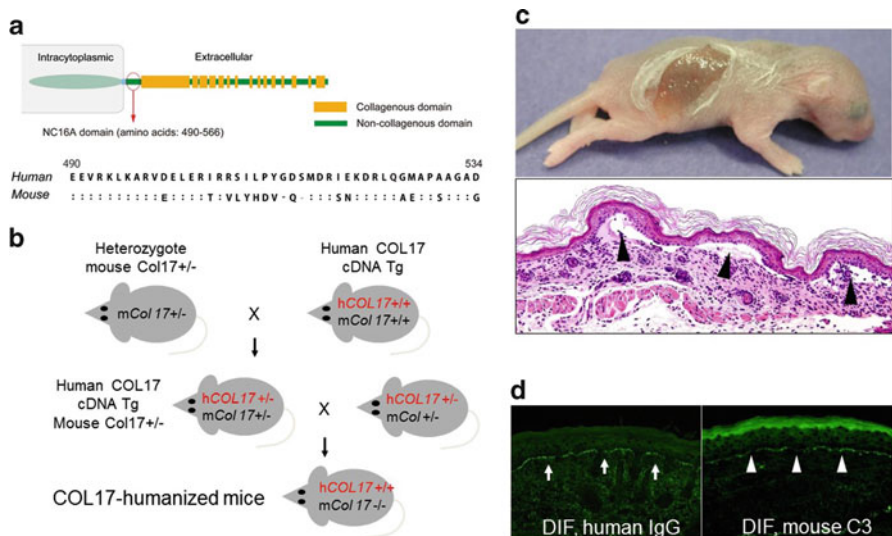 a
Intracytoplasmic
Extracellular
Collagenous domain
Non-collagenous domain
NC16A domain (amino acids: 490-566)
490
534
Human EEVRKLKARVDELERIRRSILPYGDSMDRIEKDRLQGMAPAAGAD
Mouse ::::::::::E::::T:VLYHDV-Q..:::SN:::::AE::S:::G
b
Heterozygote
mouse Col17+/-
Human COL17
cDNA Tg
mCol 17+/-
X
hCOL17+/+
mCol17+/+
Human COL17
cDNA Tg
Mouse Col17+/-
hCOL17 +/-
mCol 17+/-
X
hCOL17 +/-
mCol +/-
COL17-humanized mice
hCOL17+/+
mCol 17-/-
c
d
DIF, human IgG
DIF, mouse C3